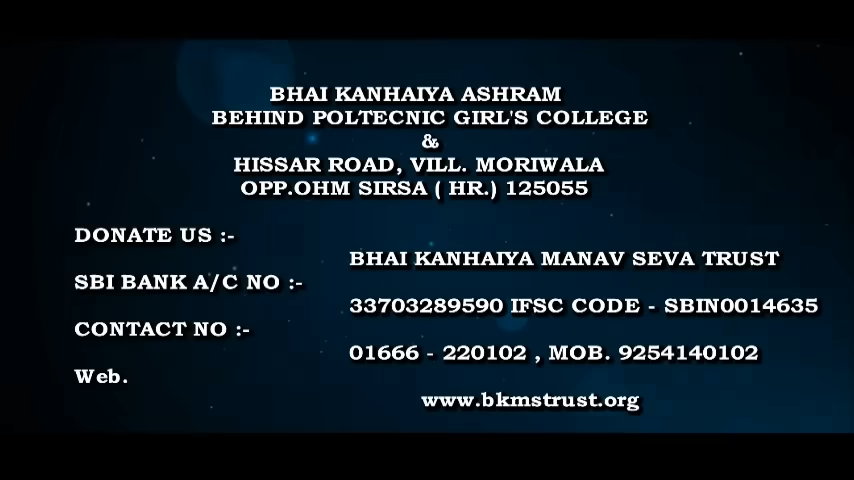 BHAI KANHAIYA ASHRAM
BEHIND POLTECNIC GIRL'S COLLEGE
&
HISSAR ROAD, VILL. MORIWALA
OPP.OHM SIRSA ( HR.) 125055
DONATE US :-
BHAI KANHAIYA MANAV SEVA TRUST
SBI BANK A/C NO :-
33703289590 IFSC CODE - SBIN0014635
CONTACT NO :-
01666 - 220102 , MOB. 9254140102
Web.
www.bkmstrust.org